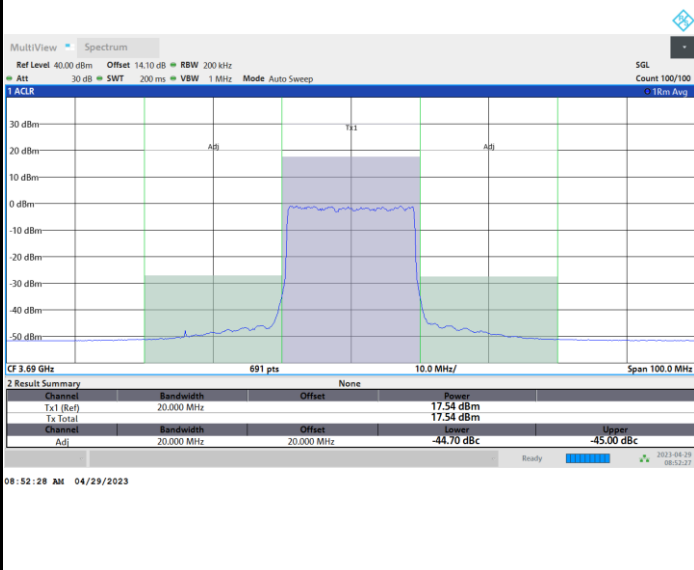 MultiView Spectrum
Ref Level 40.00 dBm Offset 14.10 dB RBW 200 kHz SGL
Att 30 dB SWT 200 ms VBW 1 MHz Mode Auto Sweep Count 100/100
1 ACLR 1Rm Avg
30 dBm
Tx1
20 dBm Adj Adj
10 dBm
0 dBm
-10 dBm
-20 dBm
-30 dBm
-40 dBm
-50 dBm
CF 3.69 GHz 691 pts 10.0 MHz/ Span 100.0 MHz
2 Result Summary None
Channel Bandwidth Offset Power
Tx1 (Ref) 20.000 MHz 17.54 dBm
Tx Total 17.54 dBm
Channel Bandwidth Offset Lower Upper
Adj 20.000 MHz 20.000 MHz -44.70 dBc -45.00 dBc
Ready 2023-04-29
08:52:27
08:52:28 AM 04/29/2023